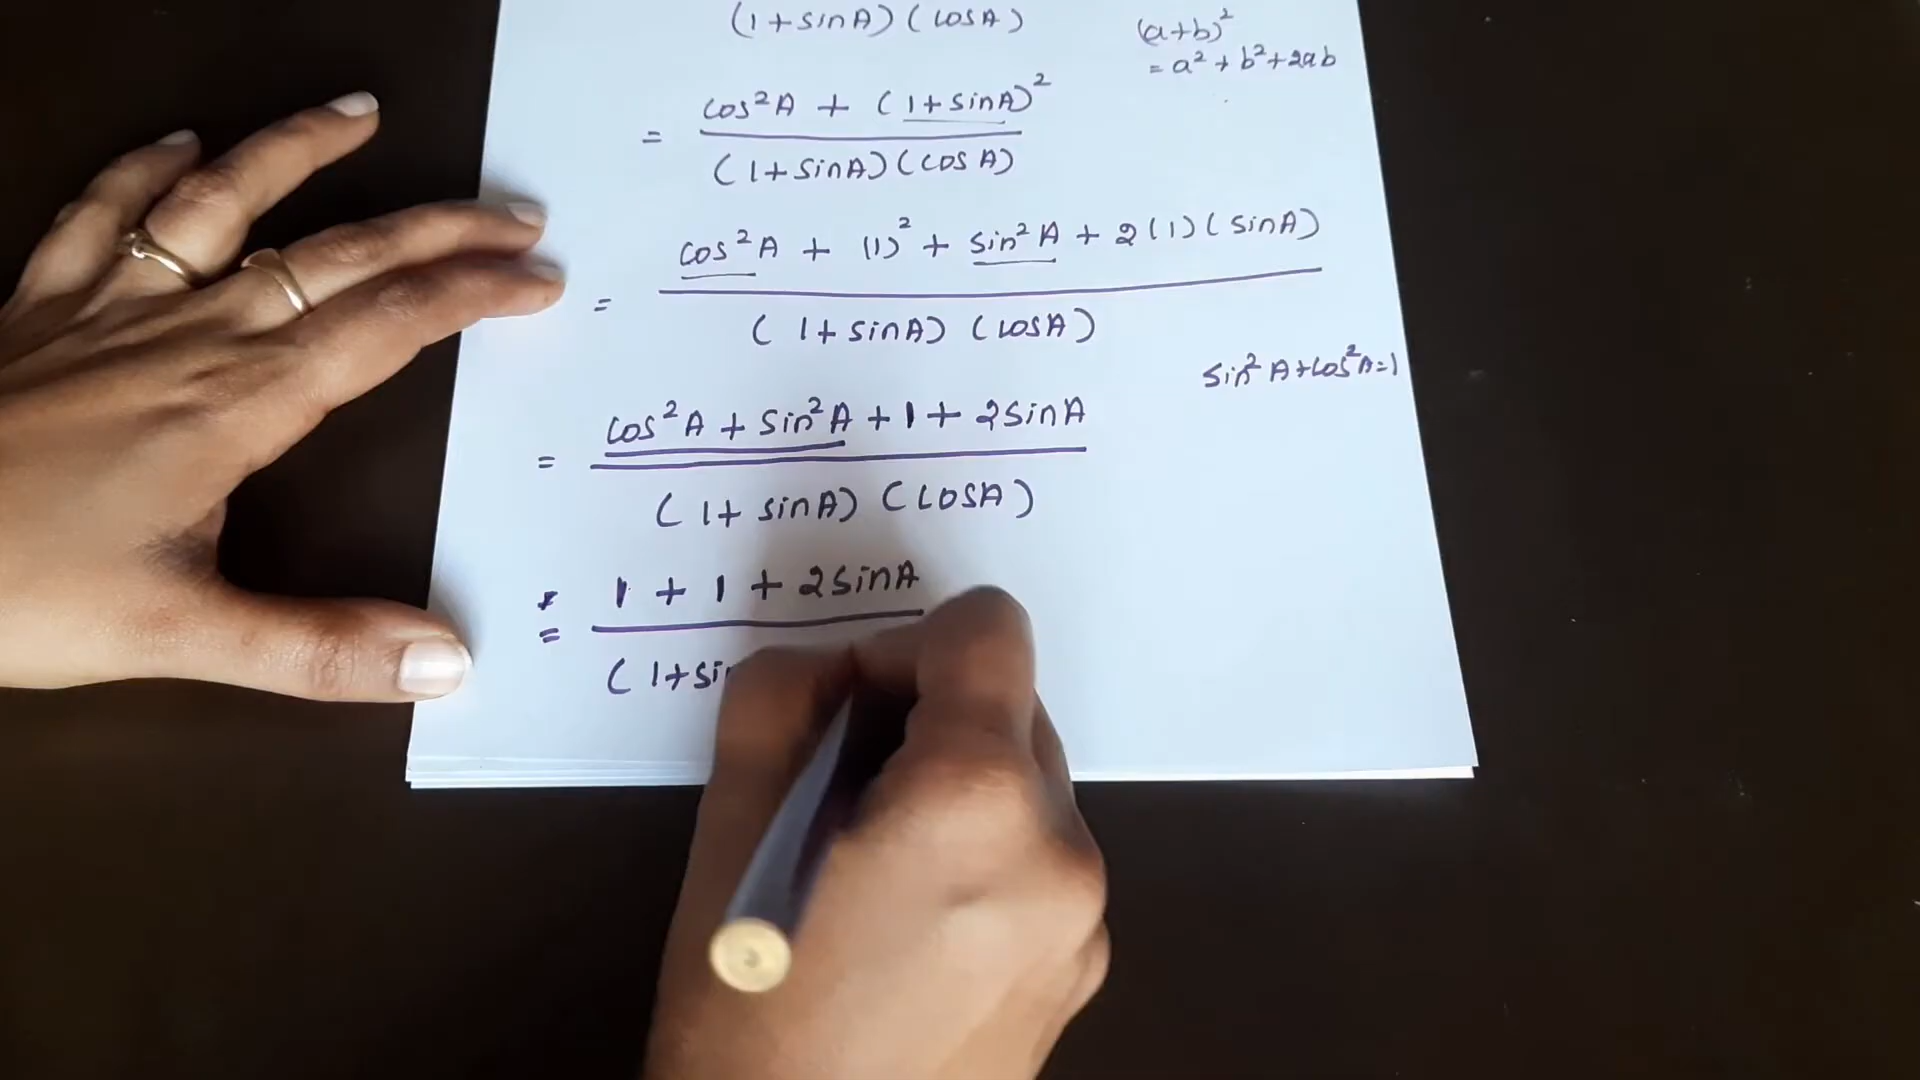 (1+sinA)(cosA)
(a+b)²
= a² + b² + 2ab
cos²A + (1+sinA)²
=
(1+sinA)(cosA)
cos²A + (1)² + sin²A + 2(1)(sinA)
=
(1+sinA) (cosA)
sin²A+cos²A=1
cos²A + sin²A + 1 + 2sinA
=
(1+sinA) (cosA)
1 + 1 + 2sinA
=
(1+si